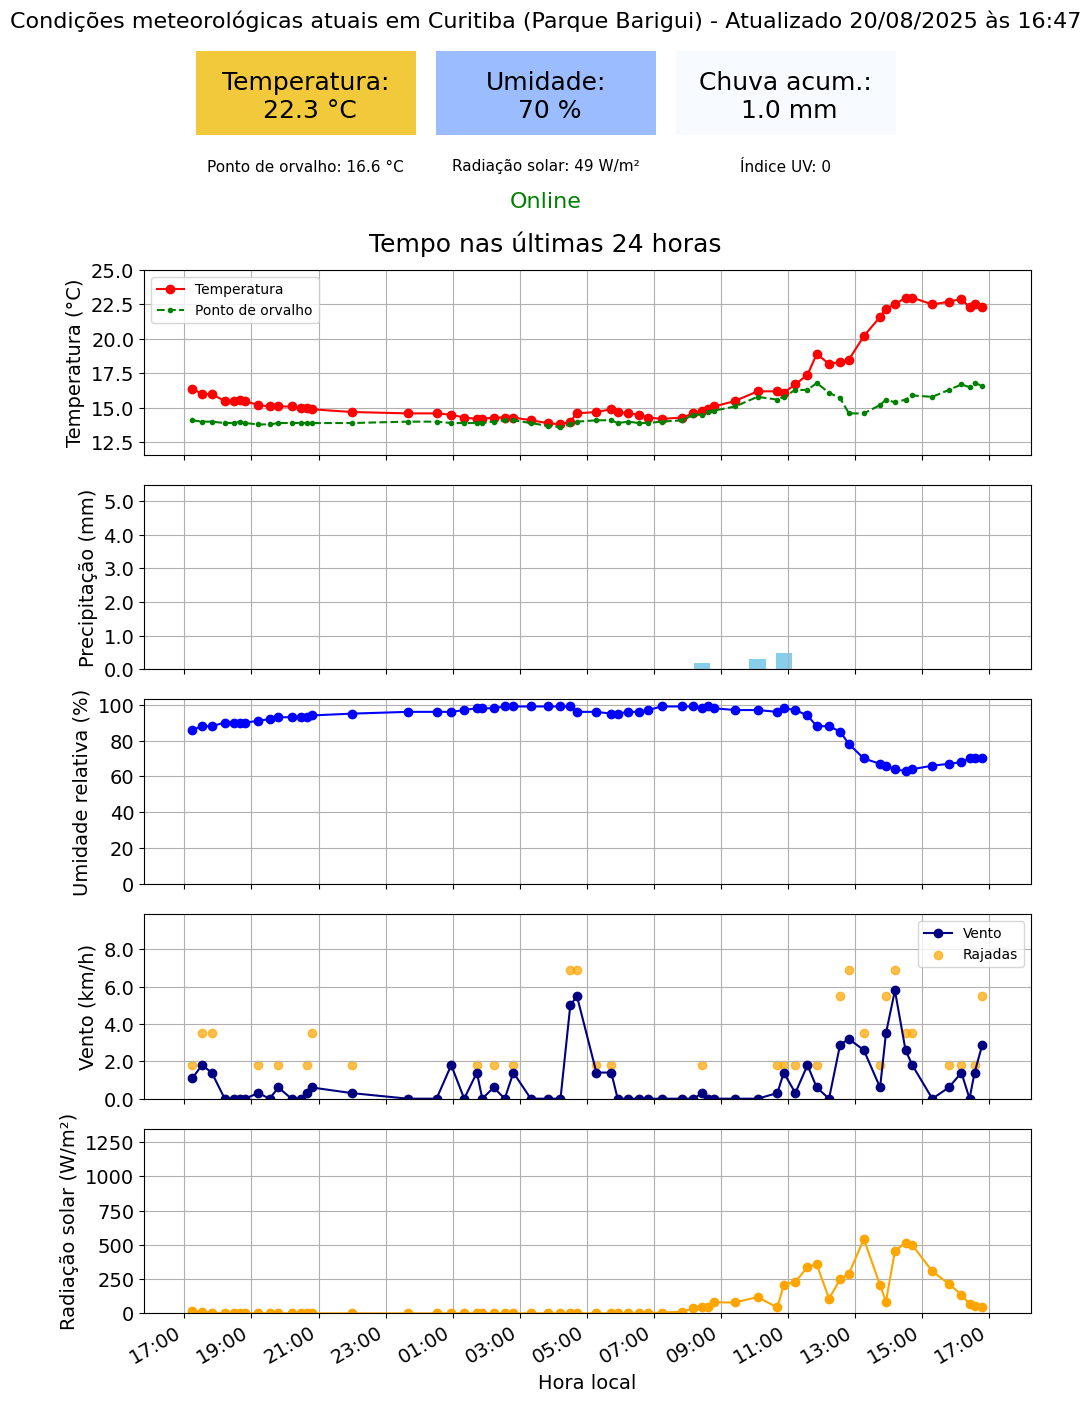 Condições meteorológicas atuais em Curitiba (Parque Barigui) - Atualizado 20/08/2025 às 16:47
Temperatura:
22.3 °C
Umidade:
70 %
Chuva acum.:
1.0 mm
Ponto de orvalho: 16.6 °C
Radiação solar: 49 W/m²
Índice UV: 0
Online
Tempo nas últimas 24 horas
Temperatura (°C)
25.0
22.5
20.0
17.5
15.0
12.5
Temperatura
Ponto de orvalho
Precipitação (mm)
5.0
4.0
3.0
2.0
1.0
0.0
Umidade relativa (%)
100
80
60
40
20
0
Vento (km/h)
8.0
6.0
4.0
2.0
0.0
Vento
Rajadas
Radiação solar (W/m²)
1250
1000
750
500
250
0
17:00
19:00
21:00
23:00
01:00
03:00
05:00
07:00
09:00
11:00
13:00
15:00
17:00
Hora local